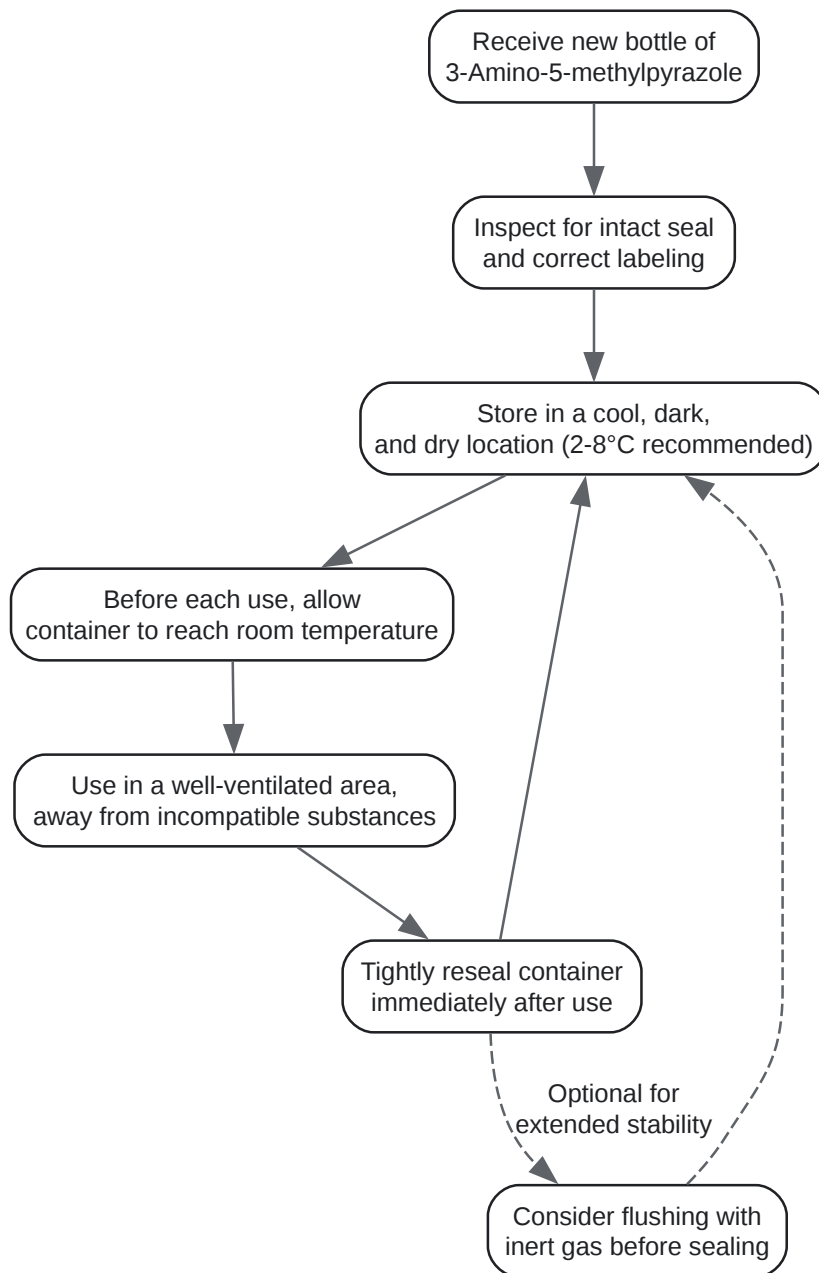 Receive new bottle of
3-Amino-5-methylpyrazole
Inspect for intact seal
and correct labeling
Store in a cool, dark,
and dry location (2-8°C recommended)
Before each use, allow
container to reach room temperature
Use in a well-ventilated area,
away from incompatible substances
Tightly reseal container
immediately after use
Optional for
extended stability
Consider flushing with
inert gas before sealing